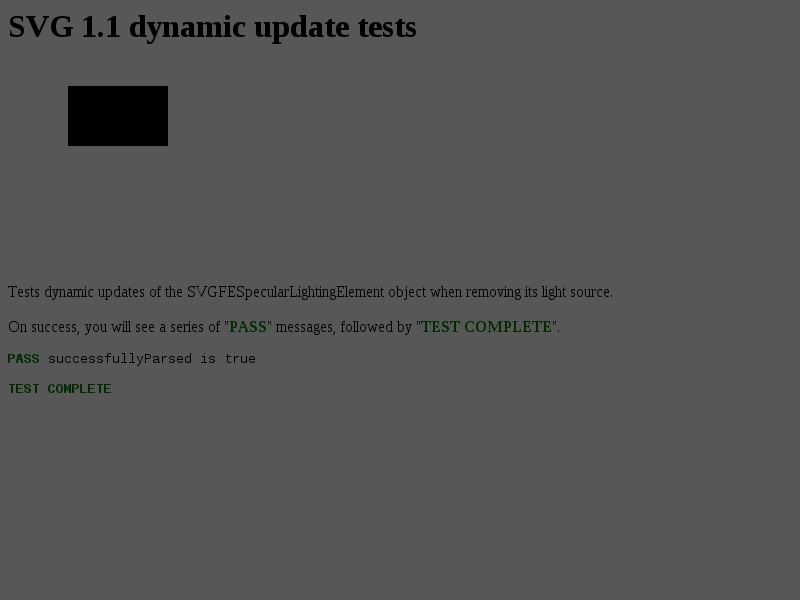 SVG 1.1 dynamic update tests
Tests dynamic updates of the SVGFESpecularLightingElement object when removing its light source.
On success, you will see a series of "PASS" messages, followed by "TEST COMPLETE".
PASS successfullyParsed is true
TEST COMPLETE